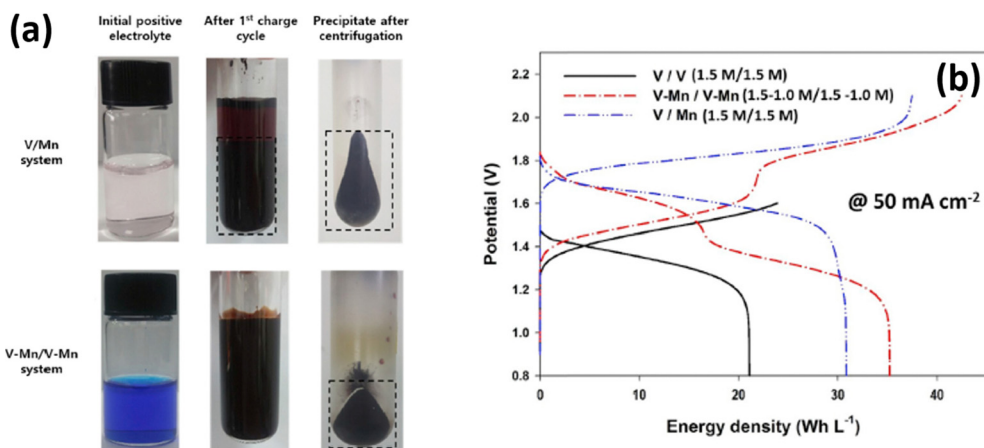 (a)
Initial positive
electrolyte
After 1st charge
cycle
Precipitate after
centrifugation
V/Mn
system
V-Mn/V-Mn
system
(b)
V / V (1.5 M/1.5 M)
V-Mn / V-Mn (1.5-1.0 M/1.5 -1.0 M)
V / Mn (1.5 M/1.5 M)
@ 50 mA cm-2
Potential (V)
2.2
2.0
1.8
1.6
1.4
1.2
1.0
0.8
0
10
20
30
40
Energy density (Wh L-1)